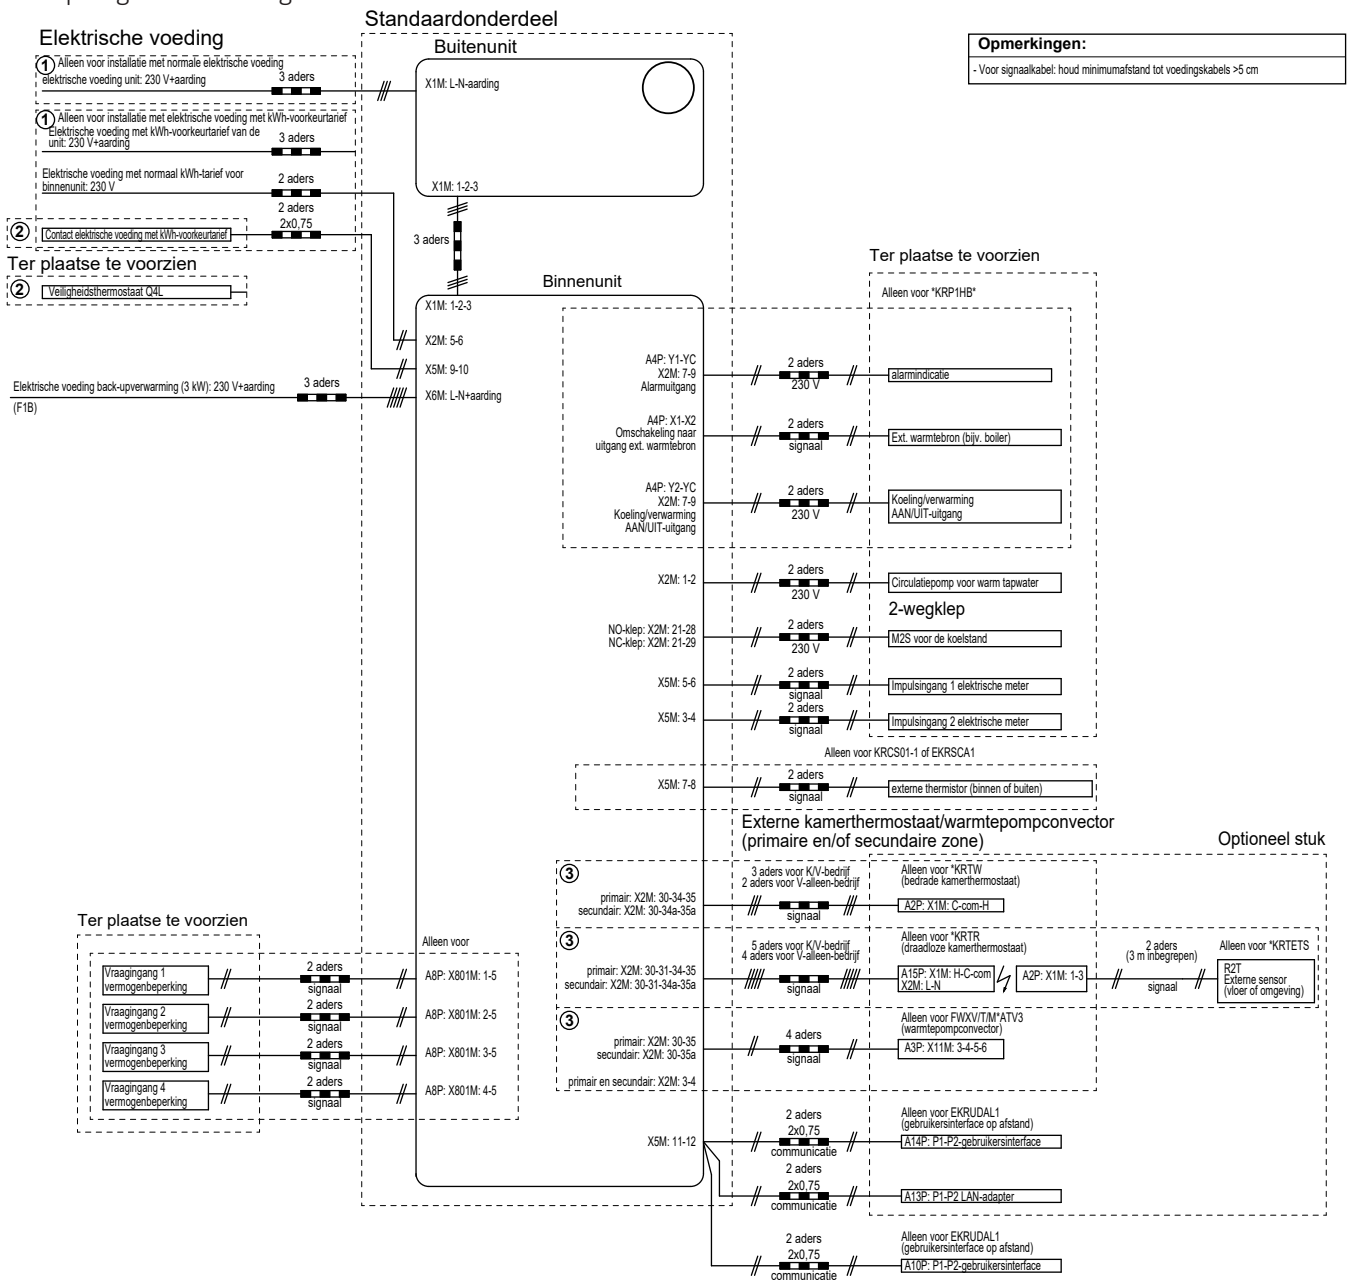 Standaardonderdeel
Elektrische voeding
Buitenunit
Opmerkingen:
- Voor signaalkabel: houd minimumafstand tot voedingskabels >5 cm
1 Alleen voor installatie met normale elektrische voeding
elektrische voeding unit: 230 V+aarding
3 aders
X1M: L-N-aarding
1 Alleen voor installatie met elektrische voeding met kWh-voorkeurtarief
Elektrische voeding met kWh-voorkeurtarief van de
unit: 230 V+aarding
3 aders
Elektrische voeding met normaal kWh-tarief voor
binnenunit: 230 V
2 aders
X1M: 1-2-3
2 aders
2x0,75
2 Contact elektrische voeding met kWh-voorkeurtarief
3 aders
Ter plaatse te voorzien
2 Veiligheidsthermostaat Q4L
Binnenunit
X1M: 1-2-3
X2M: 5-6
X5M: 9-10
X6M: L-N+aarding
Elektrische voeding back-upverwarming (3 kW): 230 V+aarding
(F1B)
3 aders
Ter plaatse te voorzien
Alleen voor *KRP1HB*
A4P: Y1-YC
X2M: 7-9
Alarmuitgang
2 aders
230 V
alarmindicatie
A4P: X1-X2
Omschakeling naar
uitgang ext. warmtebron
2 aders
signaal
Ext. warmtebron (bijv. boiler)
A4P: Y2-YC
X2M: 7-9
Koeling/verwarming
AAN/UIT-uitgang
2 aders
230 V
Koeling/verwarming
AAN/UIT-uitgang
X2M: 1-2
2 aders
230 V
Circulatiepomp voor warm tapwater
2-wegklep
NO-klep: X2M: 21-28
NC-klep: X2M: 21-29
2 aders
230 V
M2S voor de koelstand
X5M: 5-6
2 aders
signaal
Impulsingang 1 elektrische meter
X5M: 3-4
2 aders
signaal
Impulsingang 2 elektrische meter
Alleen voor KRCS01-1 of EKRSCA1
X5M: 7-8
2 aders
signaal
externe thermistor (binnen of buiten)
Externe kamerthermostaat/warmtepompconvector
(primaire en/of secundaire zone)
Optioneel stuk
3
primair: X2M: 30-34-35
secundair: X2M: 30-34a-35a
3 aders voor K/V-bedrijf
2 aders voor V-alleen-bedrijf
signaal
Alleen voor *KRTW
(bedrade kamerthermostaat)
A2P: X1M: C-com-H
3
primair: X2M: 30-31-34-35
secundair: X2M: 30-31-34a-35a
5 aders voor K/V-bedrijf
4 aders voor V-alleen-bedrijf
signaal
Alleen voor *KRTR
(draadloze kamerthermostaat)
A15P: X1M: H-C-com
X2M: L-N
A2P: X1M: 1-3
2 aders
(3 m inbegrepen)
signaal
Alleen voor *KRTETS
R2T
Externe sensor
(vloer of omgeving)
3
primair: X2M: 30-35
secundair: X2M: 30-35a
primair en secundair: X2M: 3-4
4 aders
signaal
Alleen voor FWXV/T/M*ATV3
(warmtepompconvector)
A3P: X11M: 3-4-5-6
Ter plaatse te voorzien
Alleen voor
Vraagingang 1
vermogenbeperking
2 aders
signaal
A8P: X801M: 1-5
Vraagingang 2
vermogenbeperking
2 aders
signaal
A8P: X801M: 2-5
Vraagingang 3
vermogenbeperking
2 aders
signaal
A8P: X801M: 3-5
Vraagingang 4
vermogenbeperking
2 aders
signaal
A8P: X801M: 4-5
X5M: 11-12
2 aders
2x0,75
communicatie
Alleen voor EKRUDAL1
(gebruikersinterface op afstand)
A14P: P1-P2-gebruikersinterface
2 aders
2x0,75
communicatie
A13P: P1-P2 LAN-adapter
2 aders
2x0,75
communicatie
Alleen voor EKRUDAL1
(gebruikersinterface op afstand)
A10P: P1-P2-gebruikersinterface